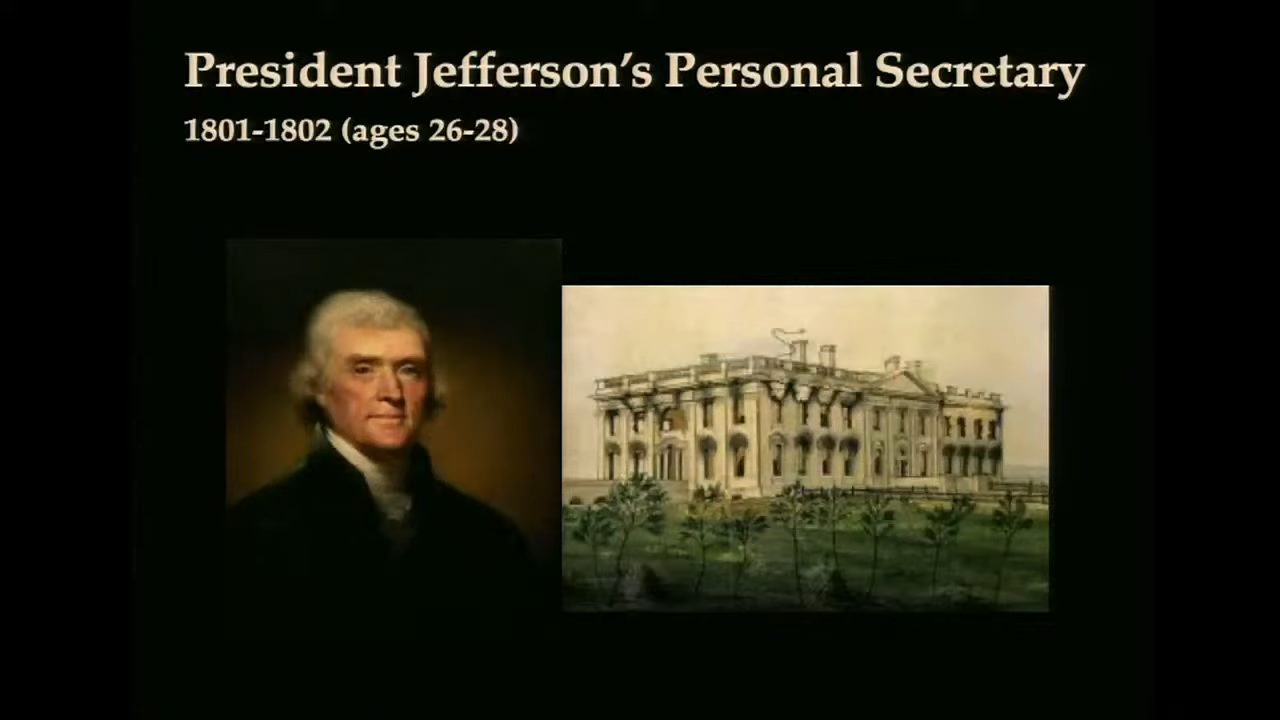 President Jefferson’s Personal Secretary
1801-1802 (ages 26-28)